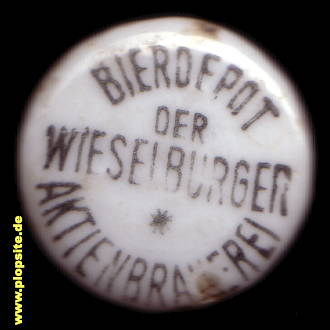 BIERDEPOT
DER
WIESELBURGER
*
AKTIENBRAUEREI
www.plopsite.de